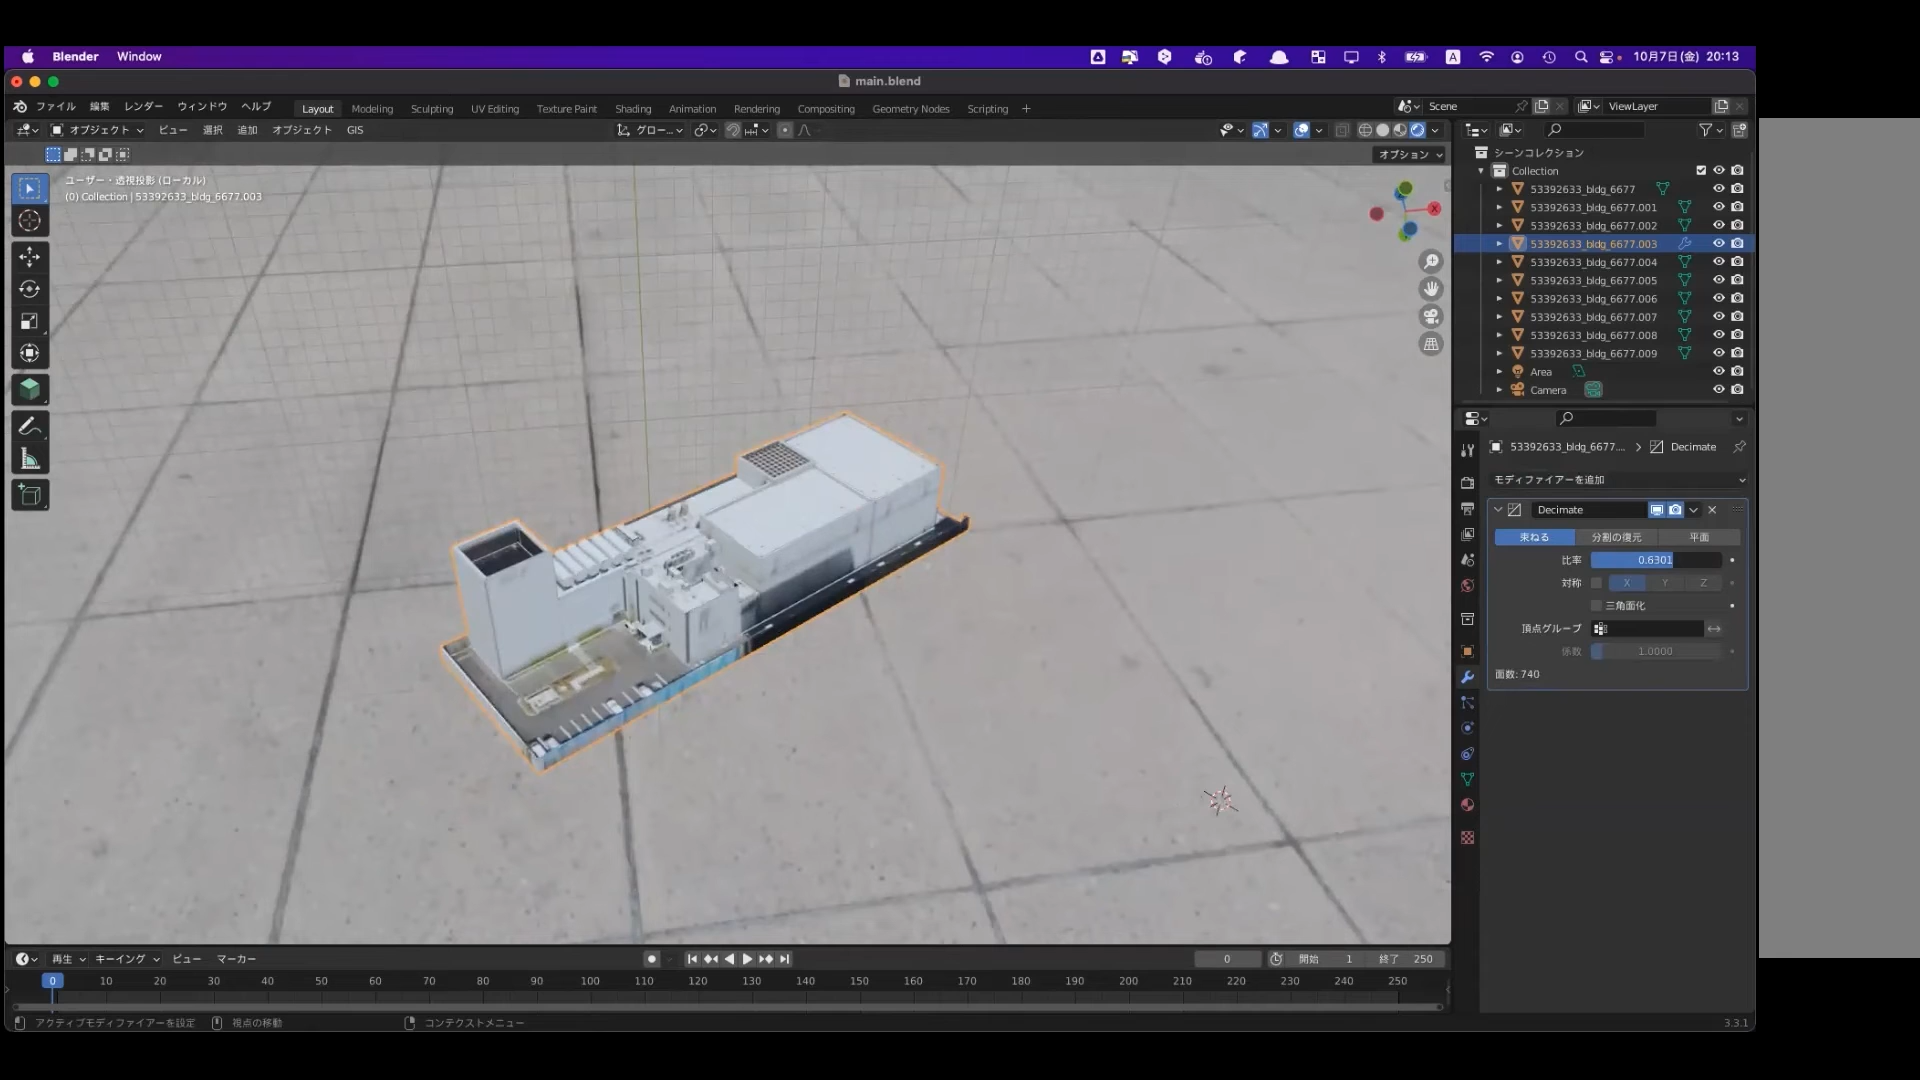 Blender Window
A 10月7日(金) 20:13
main.blend
ファイル 編集 レンダー ウィンドウ ヘルプ Layout Modeling Sculpting UV Editing Texture Paint Shading Animation Rendering Compositing Geometry Nodes Scripting + Scene ViewLayer
オブジェクト ビュー 選択 追加 オブジェクト GIS グロー...
オプション
ユーザー・透視投影 (ローカル)
(0) Collection | 53392633_bldg_6677.003
X
シーンコレクション
Collection
53392633_bldg_6677
53392633_bldg_6677.001
53392633_bldg_6677.002
53392633_bldg_6677.003
53392633_bldg_6677.004
53392633_bldg_6677.005
53392633_bldg_6677.006
53392633_bldg_6677.007
53392633_bldg_6677.008
53392633_bldg_6677.009
Area
Camera
53392633_bldg_6677.... > Decimate
モディファイアーを追加
Decimate
束ねる 分割の復元 平面
比率 0.6301
対称 X Y Z
三角面化
頂点グループ
係数 1.0000
面数: 740
再生 キーイング ビュー マーカー 0 開始 1 終了 250
0 10 20 30 40 50 60 70 80 90 100 110 120 130 140 150 160 170 180 190 200 210 220 230 240 250
アクティブモディファイアーを設定 視点の移動 コンテクストメニュー 3.3.1